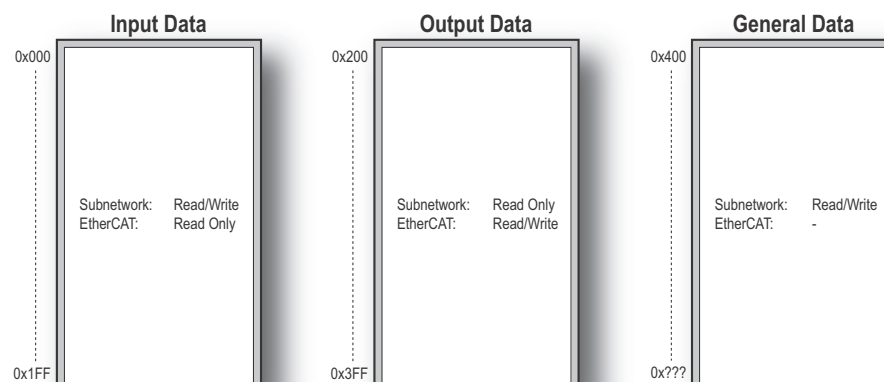 Input Data
0x000
Subnetwork: Read/Write
EtherCAT: Read Only
0x1FF
Output Data
0x200
Subnetwork: Read Only
EtherCAT: Read/Write
0x3FF
General Data
0x400
Subnetwork: Read/Write
EtherCAT: -
0x???